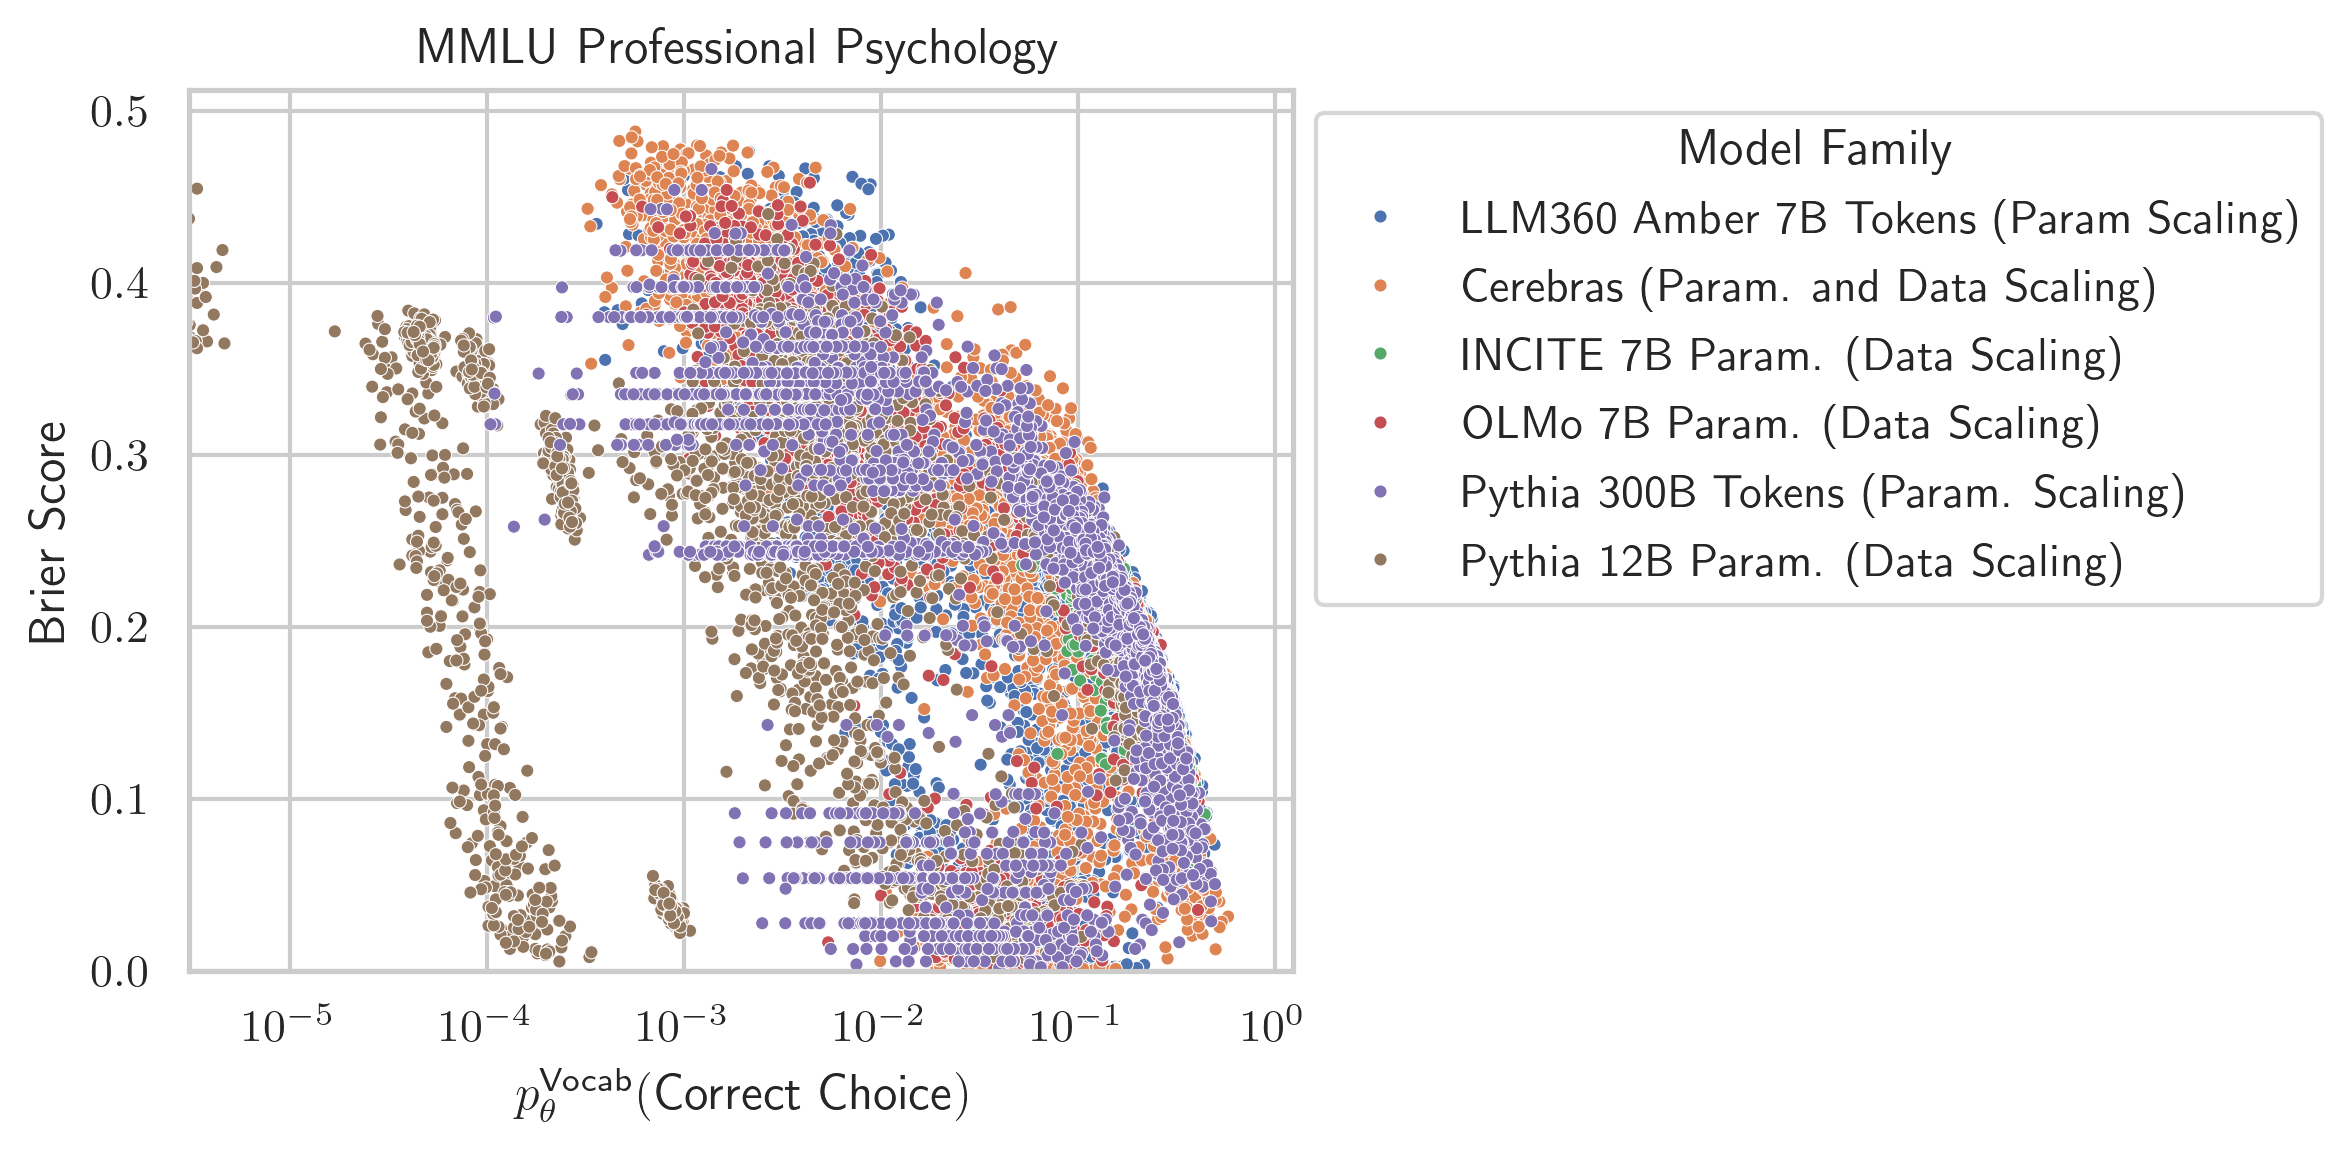 MMLU Professional Psychology
0.5
0.4
0.3
0.2
0.1
0.0
Brier Score
10⁻⁵ 10⁻⁴ 10⁻³ 10⁻² 10⁻¹ 10⁰
p_θ^Vocab(Correct Choice)
Model Family
LLM360 Amber 7B Tokens (Param Scaling)
Cerebras (Param. and Data Scaling)
INCITE 7B Param. (Data Scaling)
OLMo 7B Param. (Data Scaling)
Pythia 300B Tokens (Param. Scaling)
Pythia 12B Param. (Data Scaling)